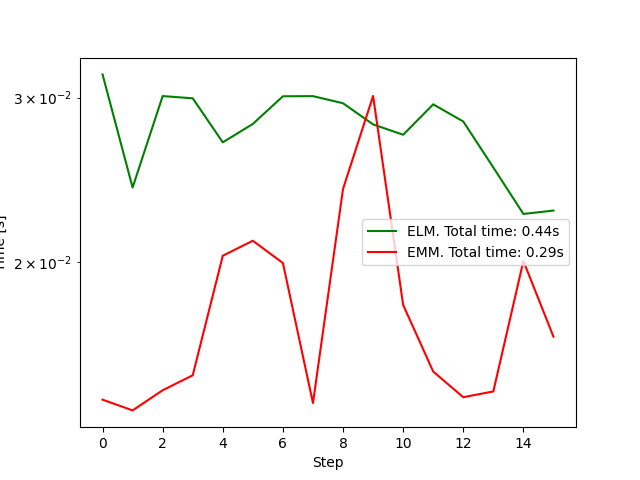 3 × 10⁻²
2 × 10⁻²
Time [s]
ELM. Total time: 0.44s
EMM. Total time: 0.29s
0 2 4 6 8 10 12 14
Step